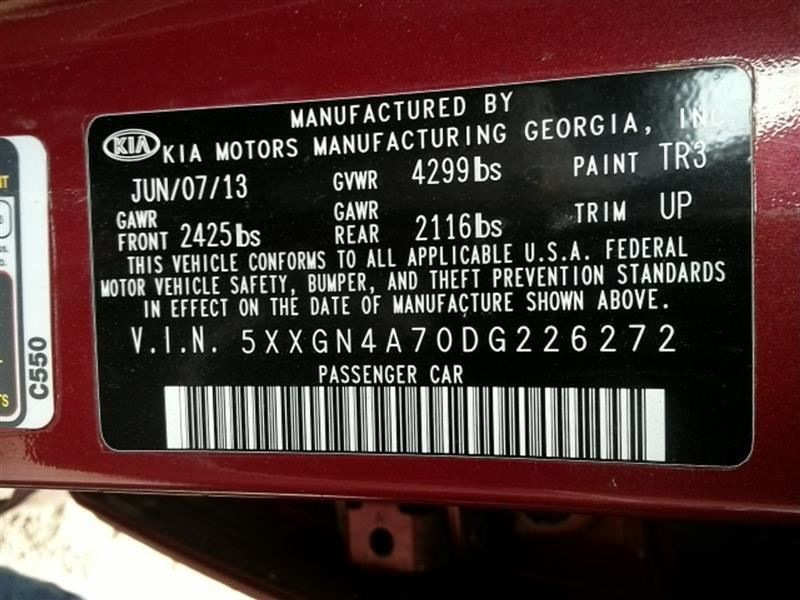 MANUFACTURED BY
KIA KIA MOTORS MANUFACTURING GEORGIA,
JUN/07/13 GVWR 4299lbs PAINT TR3
GAWR FRONT 2425lbs GAWR REAR 2116lbs TRIM UP
THIS VEHICLE CONFORMS TO ALL APPLICABLE U.S.A. FEDERAL
MOTOR VEHICLE SAFETY, BUMPER, AND THEFT PREVENTION STANDARDS
IN EFFECT ON THE DATE OF MANUFACTURE SHOWN ABOVE.
V.I.N. 5XXGN4A70DG226272
PASSENGER CAR
C550